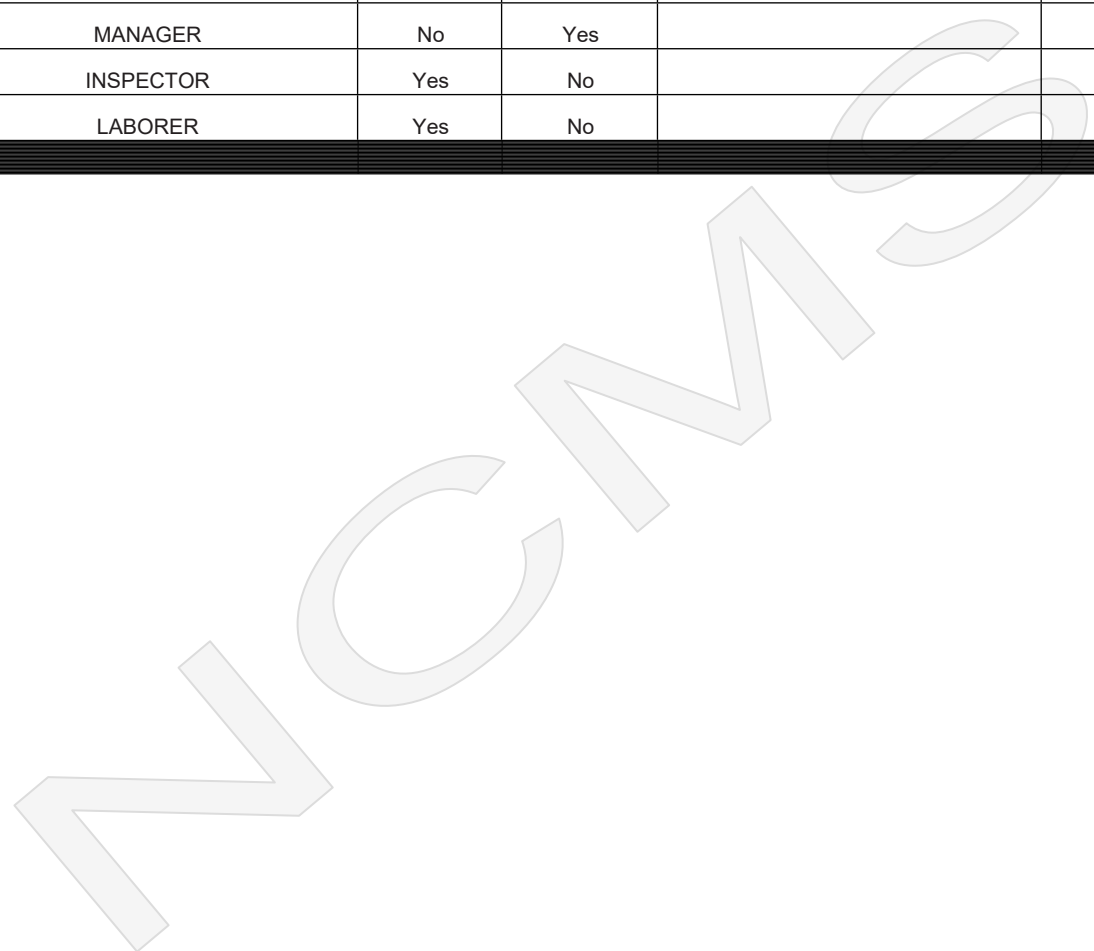 MANAGER No Yes
INSPECTOR Yes No
LABORER Yes No
NCMS